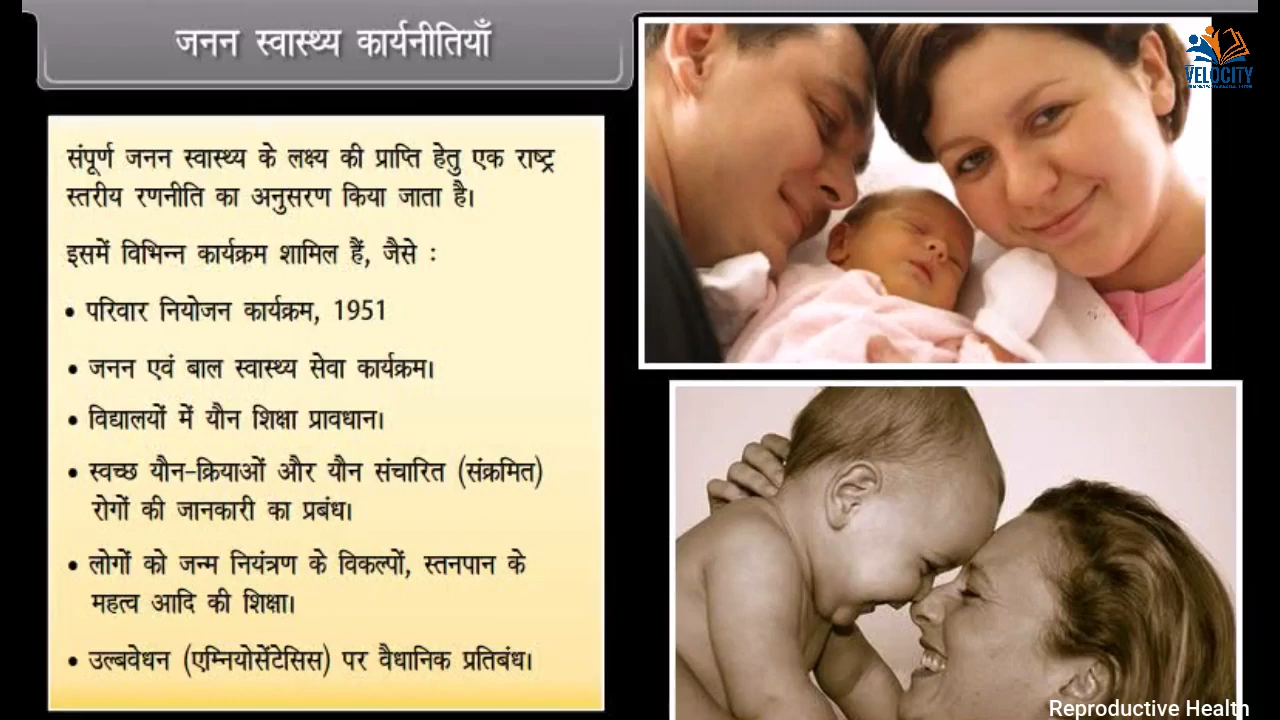 जनन स्वास्थ्य कार्यनीतियाँ
VELOCITY
संपूर्ण जनन स्वास्थ्य के लक्ष्य की प्राप्ति हेतु एक राष्ट्र
स्तरीय रणनीति का अनुसरण किया जाता है।
इसमें विभिन्न कार्यक्रम शामिल हैं, जैसे :
• परिवार नियोजन कार्यक्रम, 1951
• जनन एवं बाल स्वास्थ्य सेवा कार्यक्रम।
• विद्यालयों में यौन शिक्षा प्रावधान।
• स्वच्छ यौन-क्रियाओं और यौन संचारित (संक्रमित)
रोगों की जानकारी का प्रबंध।
• लोगों को जन्म नियंत्रण के विकल्पों, स्तनपान के
महत्व आदि की शिक्षा।
• उल्बवेधन (एम्नियोसेंटेसिस) पर वैधानिक प्रतिबंध।
Reproductive Health